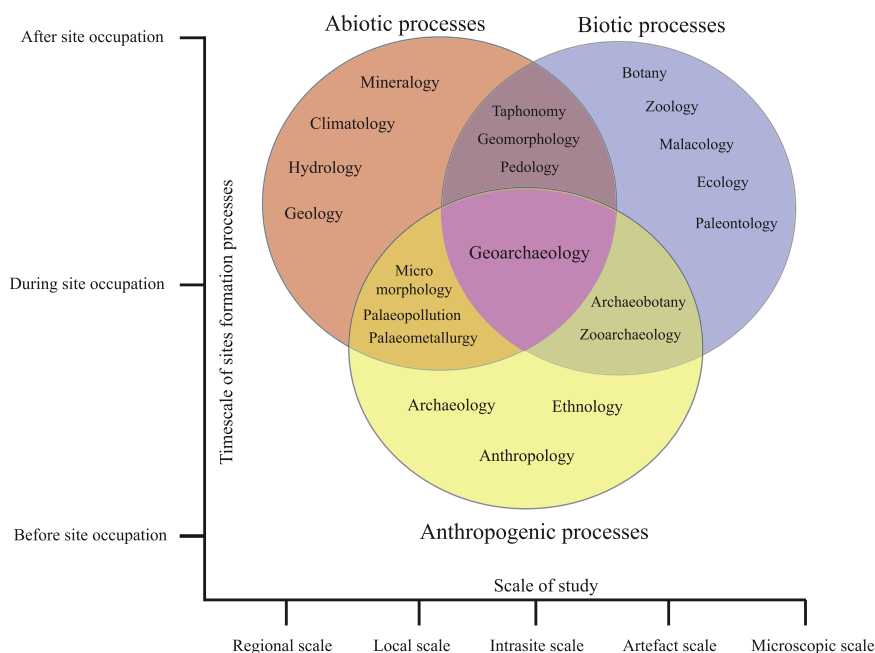 Abiotic processes
Biotic processes
After site occupation
During site occupation
Before site occupation
Timescale of sites formation processes
Mineralogy
Climatology
Hydrology
Geology
Taphonomy
Geomorphology
Pedology
Botany
Zoology
Malacology
Ecology
Paleontology
Geoarchaeology
Micro
morphology
Palaeopollution
Palaeometallurgy
Archaeobotany
Zooarchaeology
Archaeology
Ethnology
Anthropology
Anthropogenic processes
Scale of study
Regional scale
Local scale
Intrasite scale
Artefact scale
Microscopic scale